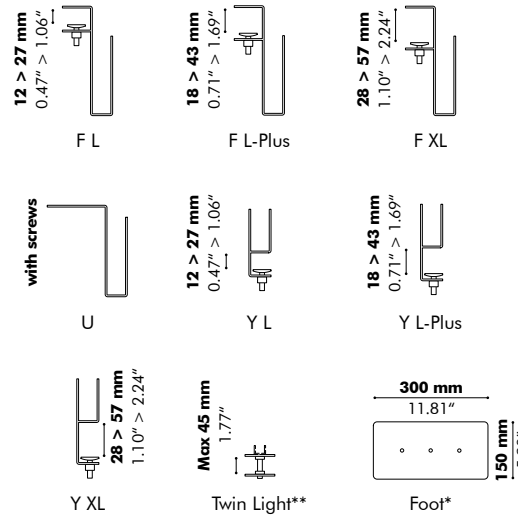 12 > 27 mm
0.47" > 1.06"
F L
18 > 43 mm
0.71" > 1.69"
F L-Plus
28 > 57 mm
1.10" > 2.24"
F XL
with screws
U
12 > 27 mm
0.47" > 1.06"
Y L
18 > 43 mm
0.71" > 1.69"
Y L-Plus
28 > 57 mm
1.10" > 2.24"
Y XL
Max 45 mm
1.77"
Twin Light**
300 mm
11.81"
150 mm
Foot*